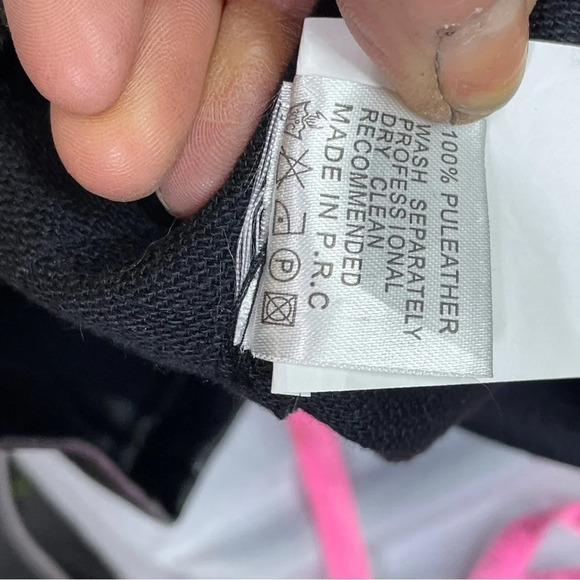 100% PULEATHER
WASH SEPARATELY
PROFESSIONAL
DRY CLEAN
RECOMMENDED
MADE IN P.R.C
P